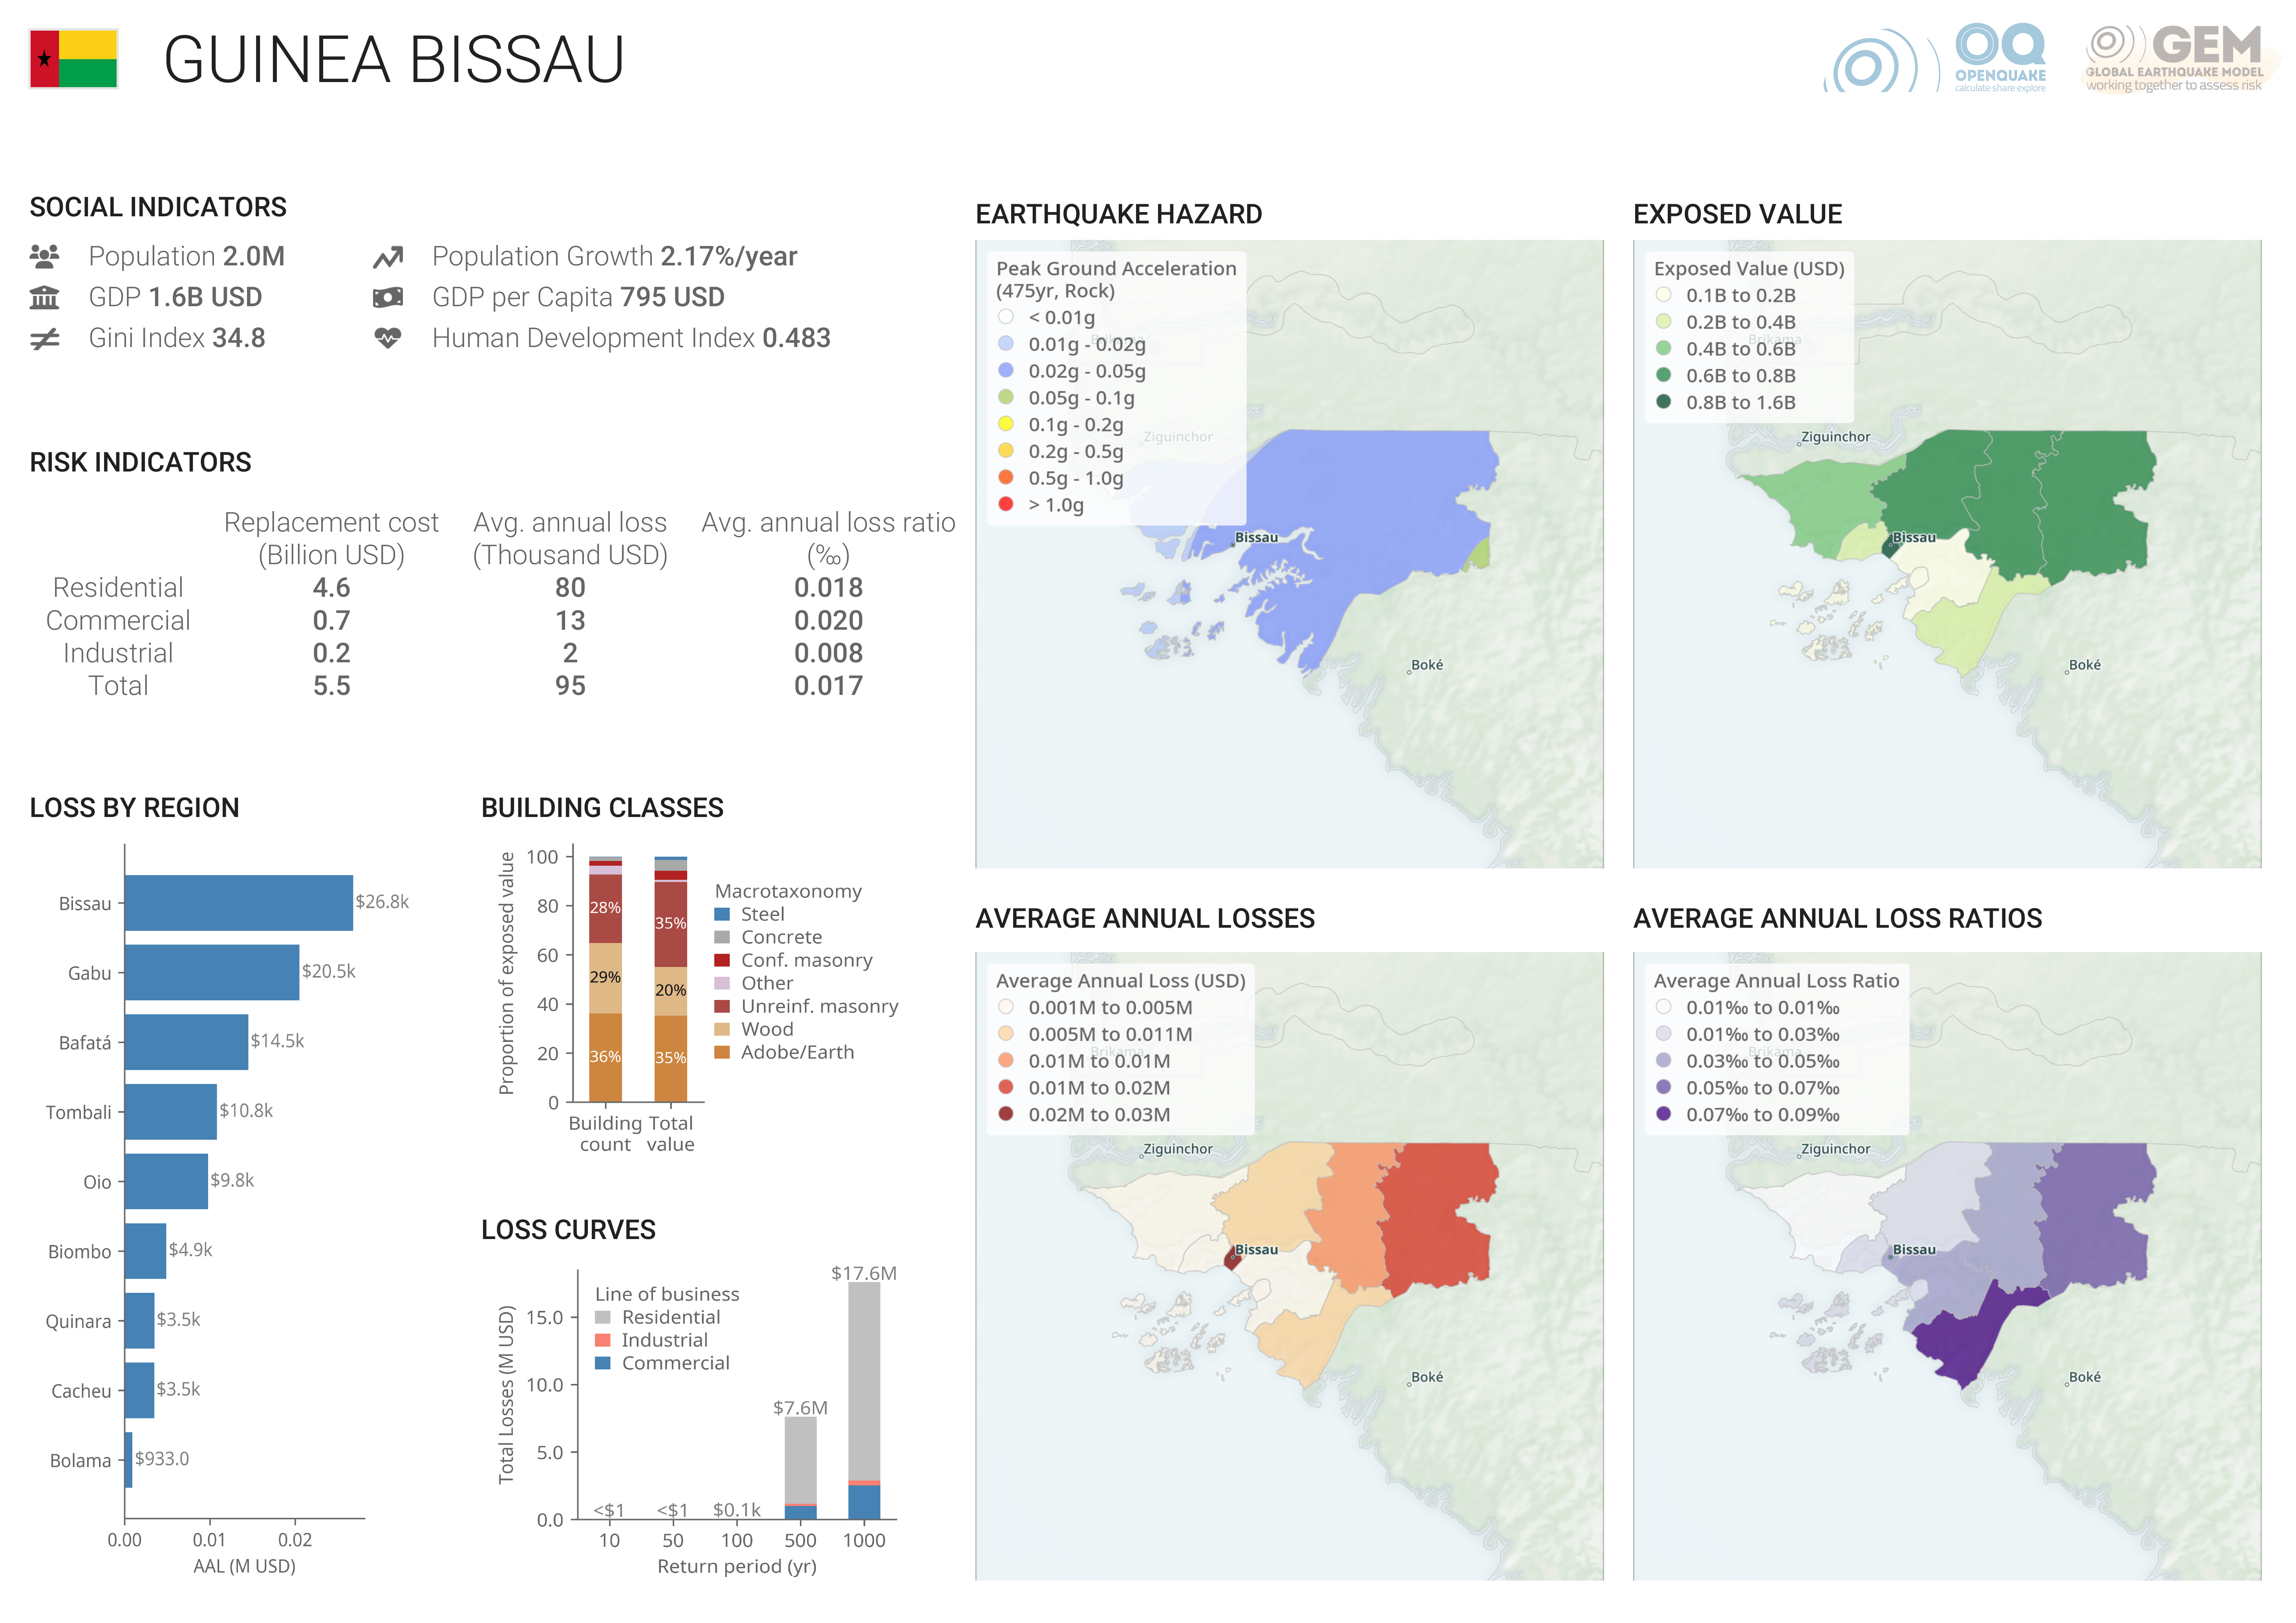 GUINEA BISSAU
OQ
OPENQUAKE
calculate share explore
GEM
GLOBAL EARTHQUAKE MODEL
working together to assess risk
SOCIAL INDICATORS
Population 2.0M
Population Growth 2.17%/year
GDP 1.6B USD
GDP per Capita 795 USD
Gini Index 34.8
Human Development Index 0.483
RISK INDICATORS
Replacement cost (Billion USD) Avg. annual loss (Thousand USD) Avg. annual loss ratio (‰)
Residential 4.6 80 0.018
Commercial 0.7 13 0.020
Industrial 0.2 2 0.008
Total 5.5 95 0.017
LOSS BY REGION
Bissau $26.8k
Gabu $20.5k
Bafatá $14.5k
Tombali $10.8k
Oio $9.8k
Biombo $4.9k
Quinara $3.5k
Cacheu $3.5k
Bolama $933.0
0.00 0.01 0.02
AAL (M USD)
BUILDING CLASSES
Proportion of exposed value
100
80
60
40
20
0
28%
29%
36%
35%
20%
35%
Building count
Total value
Macrotaxonomy
Steel
Concrete
Conf. masonry
Other
Unreinf. masonry
Wood
Adobe/Earth
LOSS CURVES
Total Losses (M USD)
15.0
10.0
5.0
0.0
Line of business
Residential
Industrial
Commercial
<$1 <$1 $0.1k $7.6M $17.6M
10 50 100 500 1000
Return period (yr)
EARTHQUAKE HAZARD
Peak Ground Acceleration
(475yr, Rock)
< 0.01g
0.01g - 0.02g
0.02g - 0.05g
0.05g - 0.1g
0.1g - 0.2g
0.2g - 0.5g
0.5g - 1.0g
> 1.0g
Brikama
Ziguinchor
Bissau
Boké
EXPOSED VALUE
Exposed Value (USD)
0.1B to 0.2B
0.2B to 0.4B
0.4B to 0.6B
0.6B to 0.8B
0.8B to 1.6B
Brikama
Ziguinchor
Bissau
Boké
AVERAGE ANNUAL LOSSES
Average Annual Loss (USD)
0.001M to 0.005M
0.005M to 0.011M
0.01M to 0.01M
0.01M to 0.02M
0.02M to 0.03M
Brikama
Ziguinchor
Bissau
Boké
AVERAGE ANNUAL LOSS RATIOS
Average Annual Loss Ratio
0.01‰ to 0.01‰
0.01‰ to 0.03‰
0.03‰ to 0.05‰
0.05‰ to 0.07‰
0.07‰ to 0.09‰
Brikama
Ziguinchor
Bissau
Boké